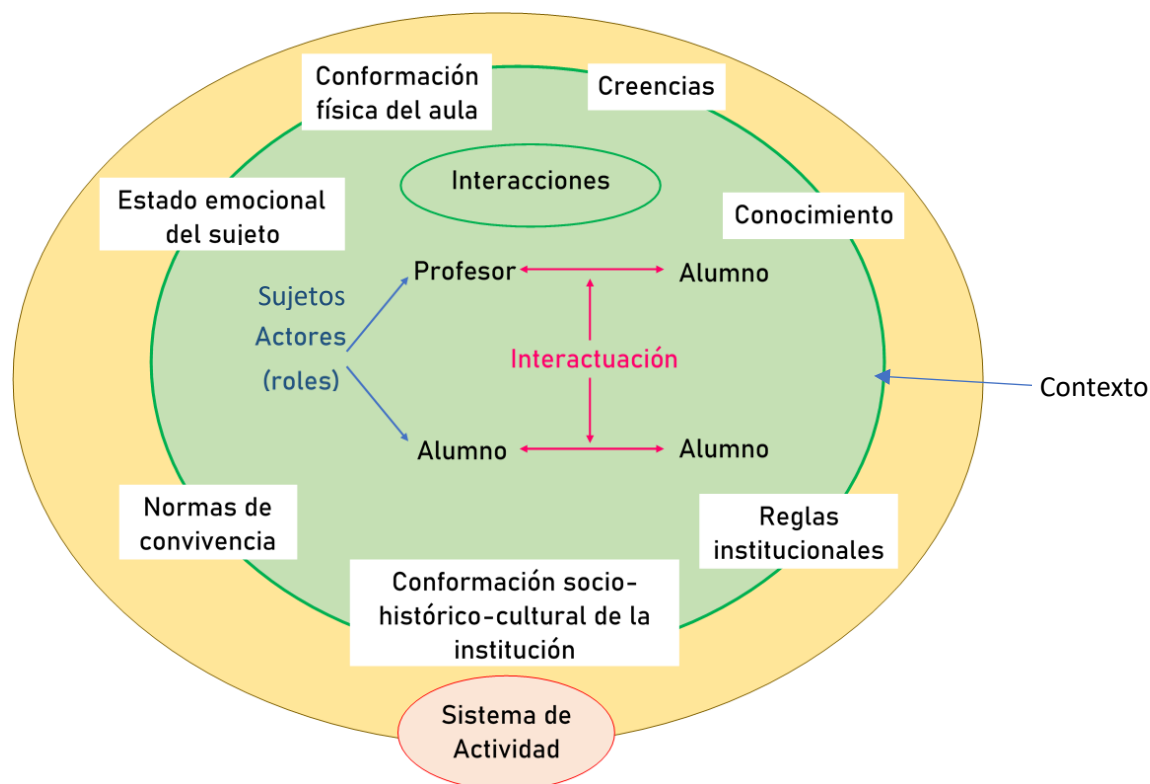 Conformación
física del aula
Creencias
Interacciones
Estado emocional
del sujeto
Conocimiento
Profesor
Alumno
Sujetos
Actores
(roles)
Interactuación
Contexto
Alumno
Alumno
Normas de
convivencia
Reglas
institucionales
Conformación socio-
histórico-cultural de la
institución
Sistema de
Actividad